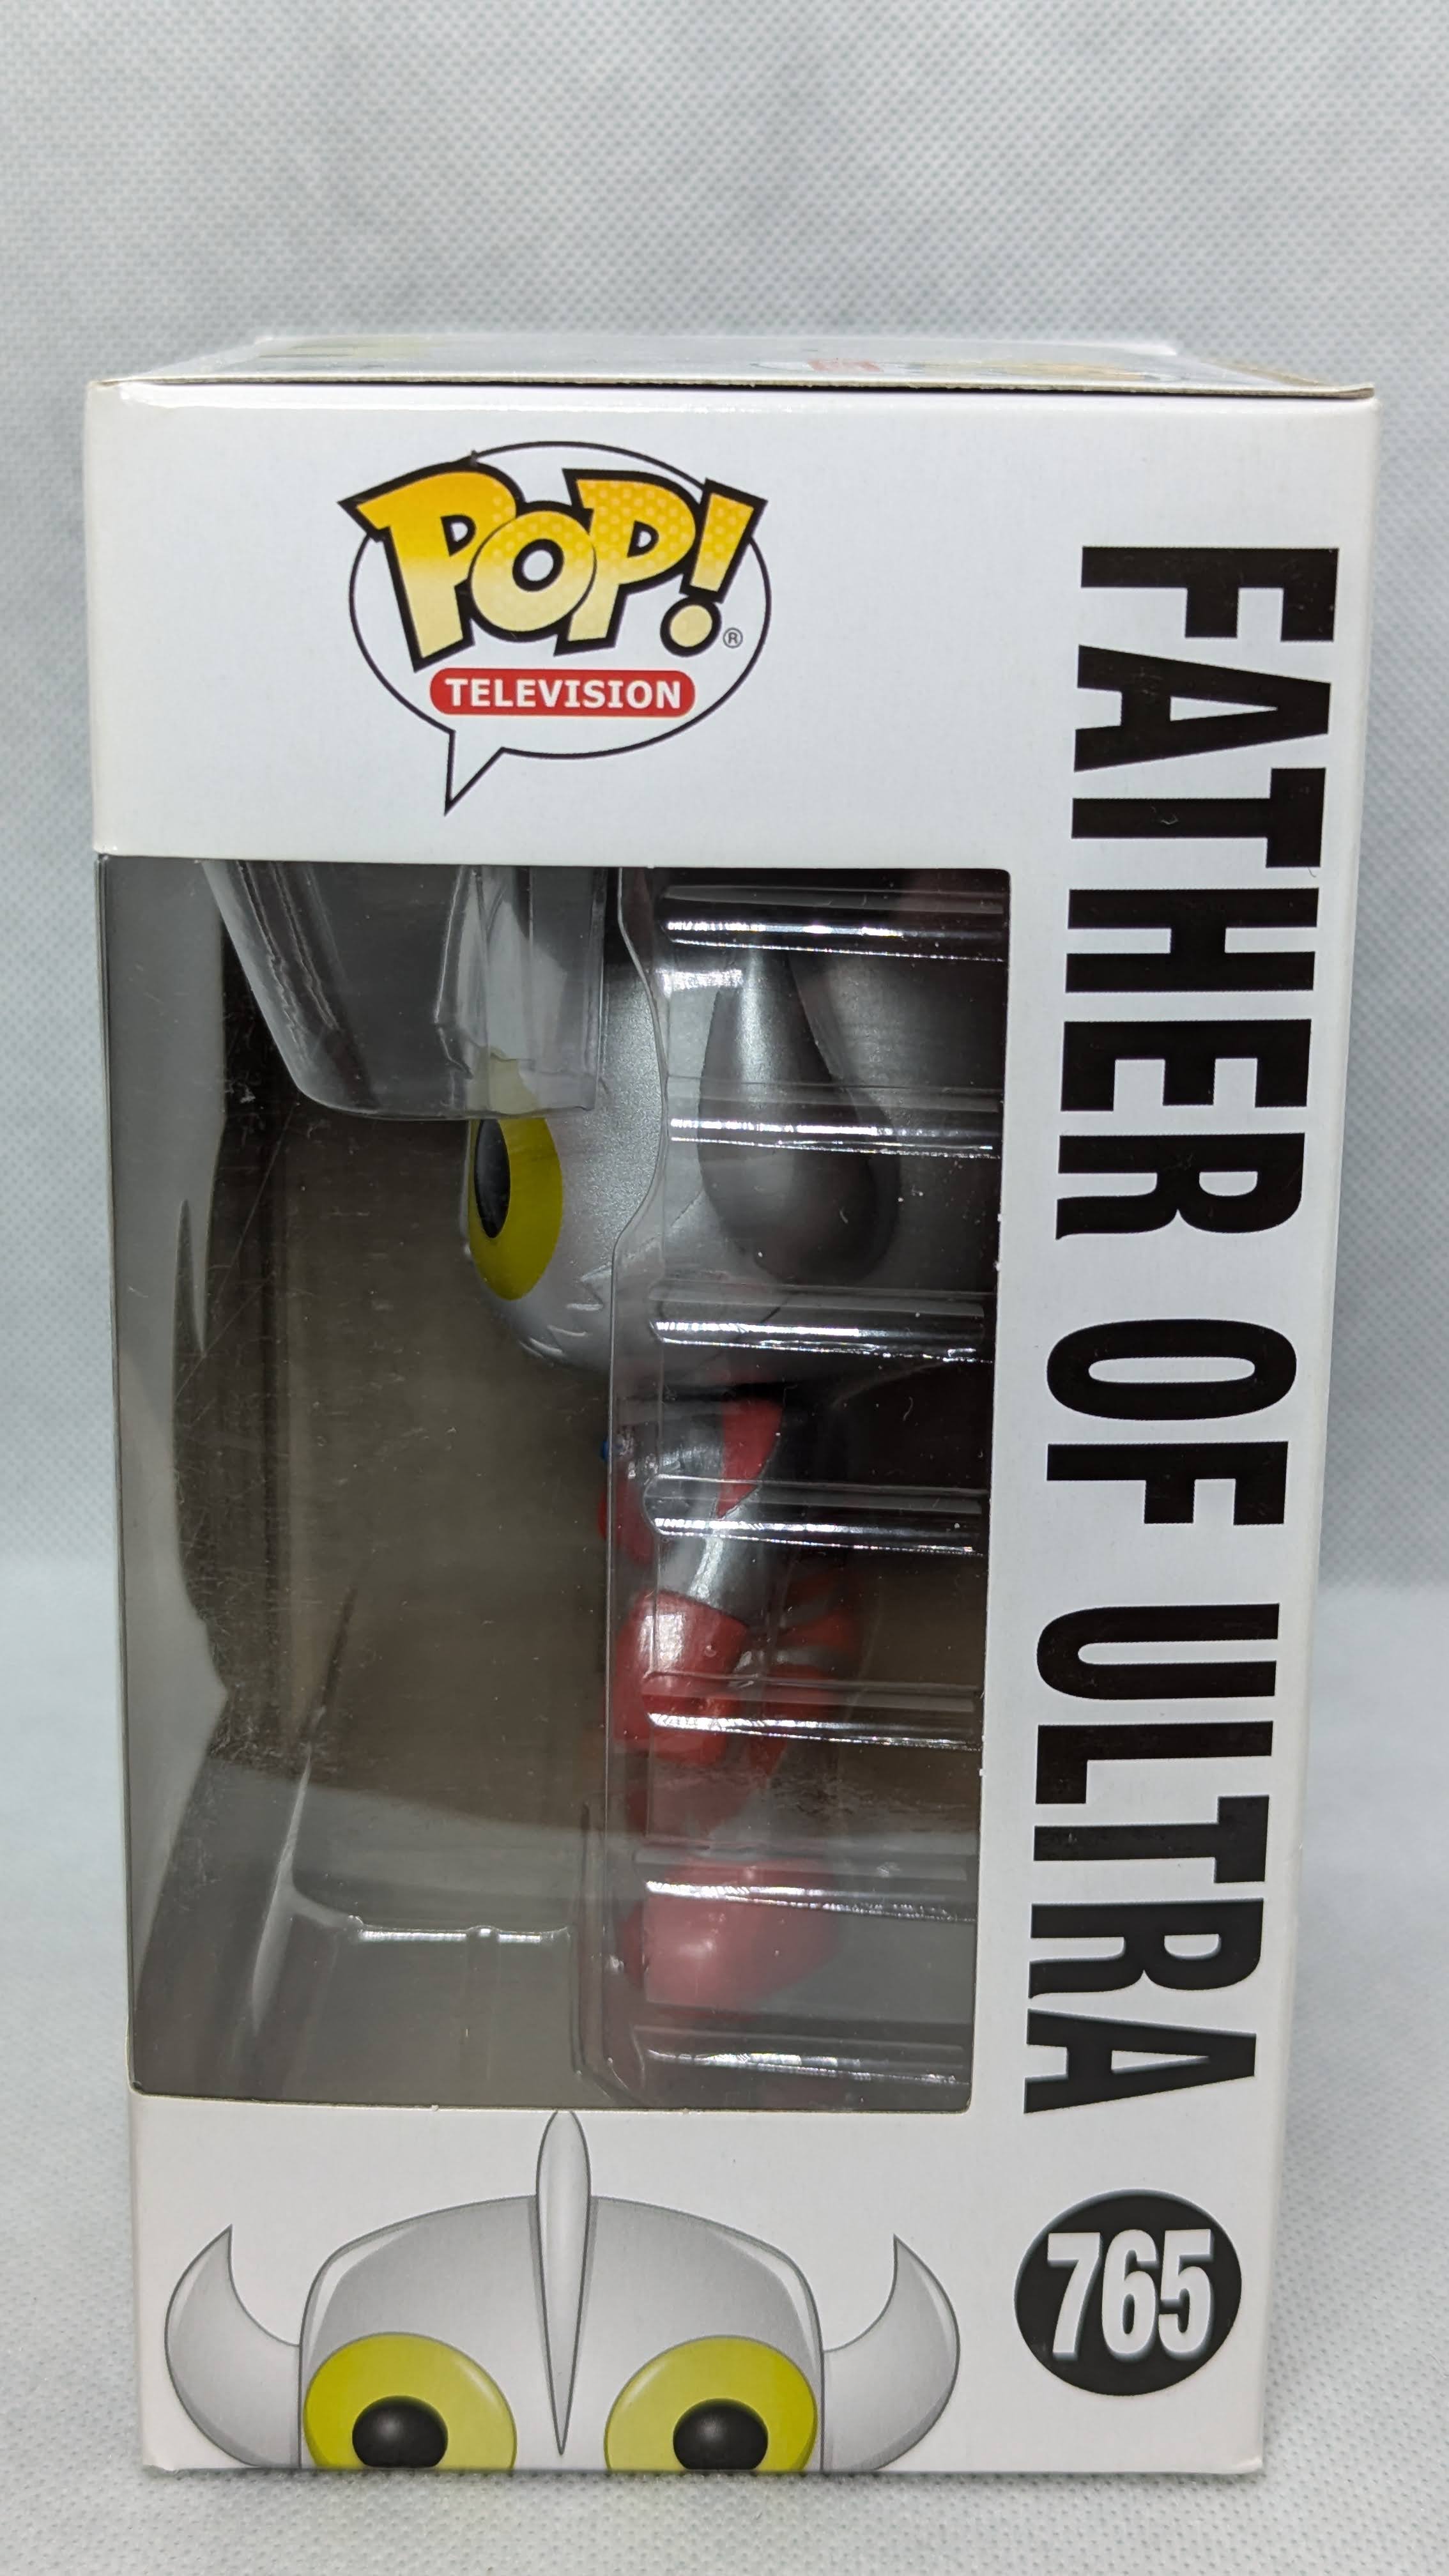 POP!®
TELEVISION
FATHER OF ULTRA
765